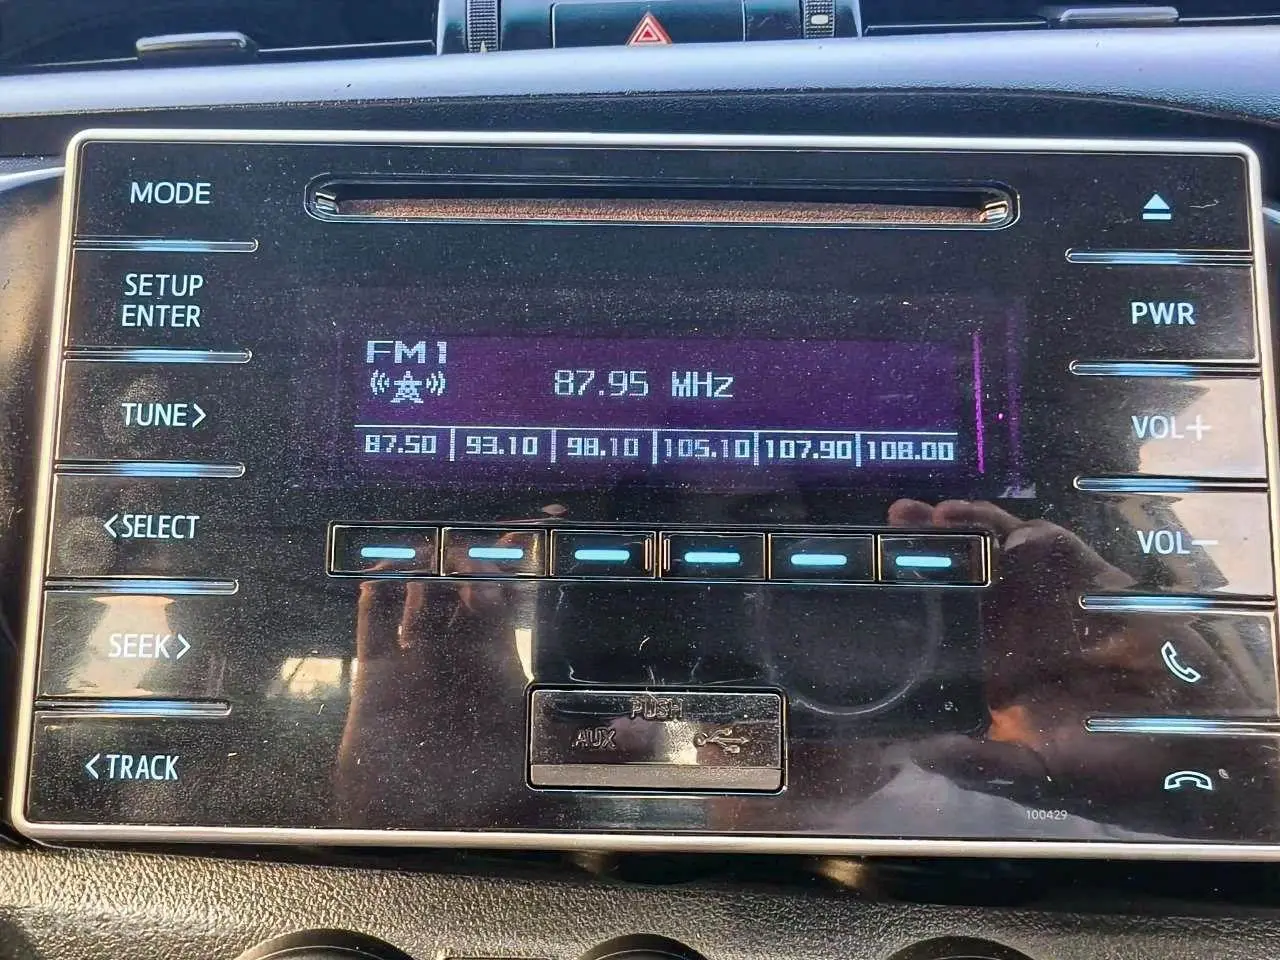 MODE
SETUP
ENTER
TUNE>
<SELECT
SEEK>
<TRACK
FM1
87.95 MHz
87.50 93.10 98.10 105.10 107.90 108.00
PUSH
AUX
PWR
VOL+
VOL-
100429